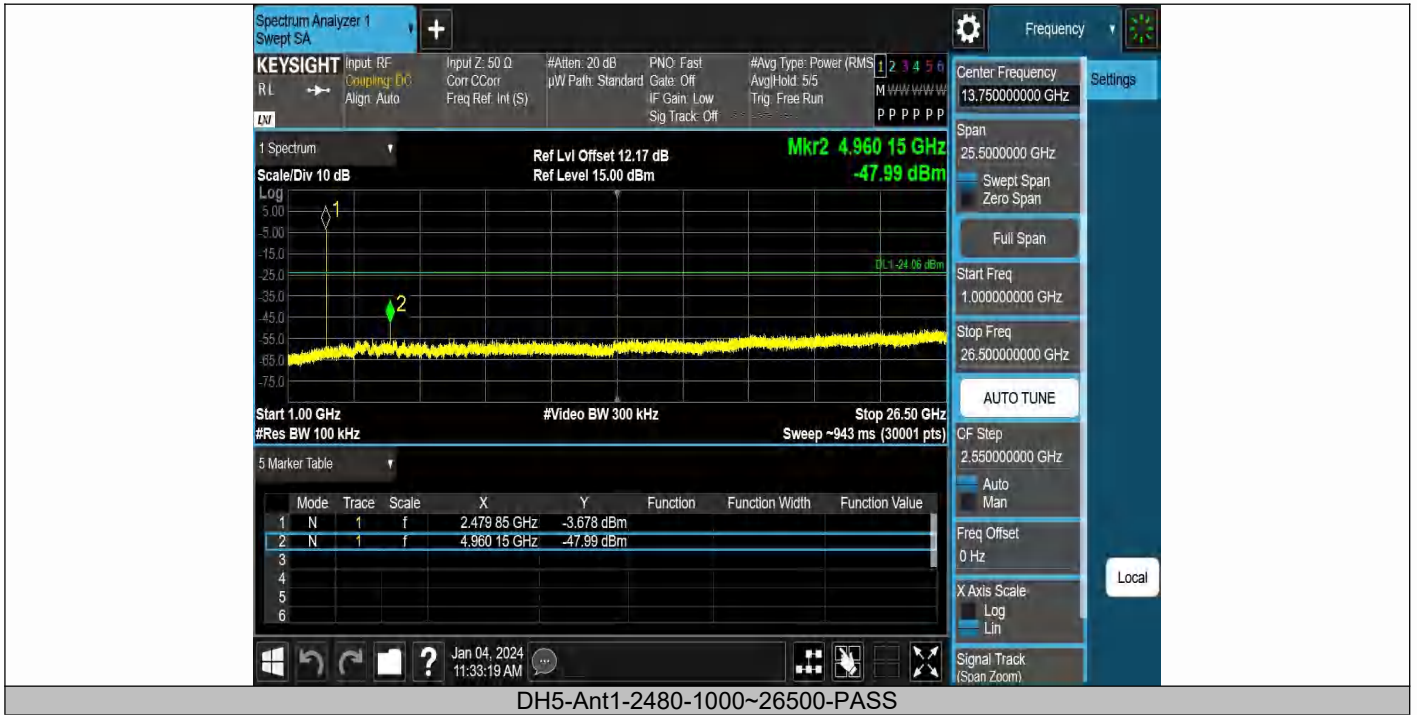 Spectrum Analyzer 1
Swept SA
+
Frequency
KEYSIGHT
RL
LXI
Input: RF
Coupling: DC
Align: Auto
Input Z: 50 Ω
Corr CCorr
Freq Ref: Int (S)
#Atten: 20 dB
µW Path: Standard
PNO: Fast
Gate: Off
IF Gain: Low
Sig Track: Off
#Avg Type: Power (RMS
Avg|Hold: 5/5
Trig: Free Run
1 2 3 4 5 6
M W W W W W
P P P P P P
Center Frequency
13.750000000 GHz
Settings
Span
25.5000000 GHz
Swept Span
Zero Span
Full Span
Start Freq
1.000000000 GHz
Stop Freq
26.500000000 GHz
AUTO TUNE
CF Step
2.550000000 GHz
Auto
Man
Freq Offset
0 Hz
X Axis Scale
Log
Lin
Signal Track
(Span Zoom)
Local
1 Spectrum
Scale/Div 10 dB
Ref Lvl Offset 12.17 dB
Ref Level 15.00 dBm
Mkr2 4.960 15 GHz
-47.99 dBm
Log
5.00
-5.00
-15.0
-25.0
-35.0
-45.0
-55.0
-65.0
-75.0
1
2
DL1 -24.06 dBm
Start 1.00 GHz
#Res BW 100 kHz
#Video BW 300 kHz
Stop 26.50 GHz
Sweep ~943 ms (30001 pts)
5 Marker Table
Mode Trace Scale X Y Function Function Width Function Value
1 N 1 f 2.479 85 GHz -3.678 dBm
2 N 1 f 4.960 15 GHz -47.99 dBm
3
4
5
6
?
Jan 04, 2024
11:33:19 AM
DH5-Ant1-2480-1000~26500-PASS